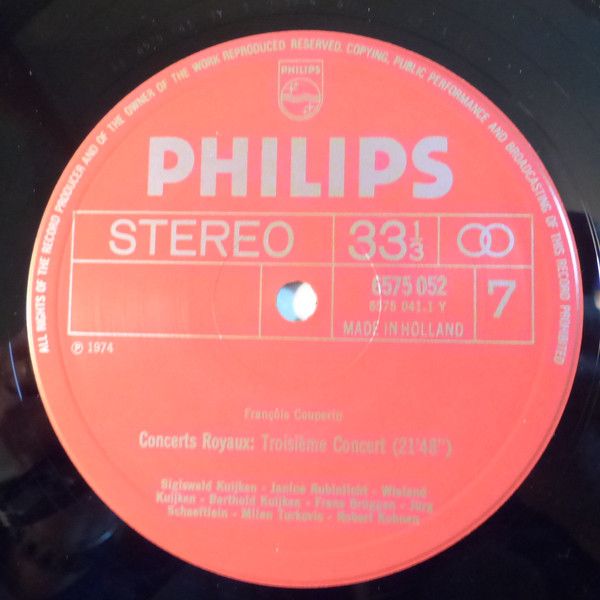 ALL RIGHTS OF THE RECORD PRODUCER AND OF THE OWNER OF THE WORK RESERVED. COPYING, PUBLIC PERFORMANCE AND BROADCASTING OF THIS RECORD PROHIBITED
PHILIPS
PHILIPS
STEREO 33 1/3
6575 052 7
6575 041.1 Y
MADE IN HOLLAND
Ⓟ 1974
François Couperin
Concerts Royaux: Troisième Concert (21'48")
Sigiswald Kuijken - Janine Rubinlicht - Wieland
Kuijken - Barthold Kuijken - Frans Brüggen - Jürg
Schaeftlein - Milan Turkovic - Robert Kohnen